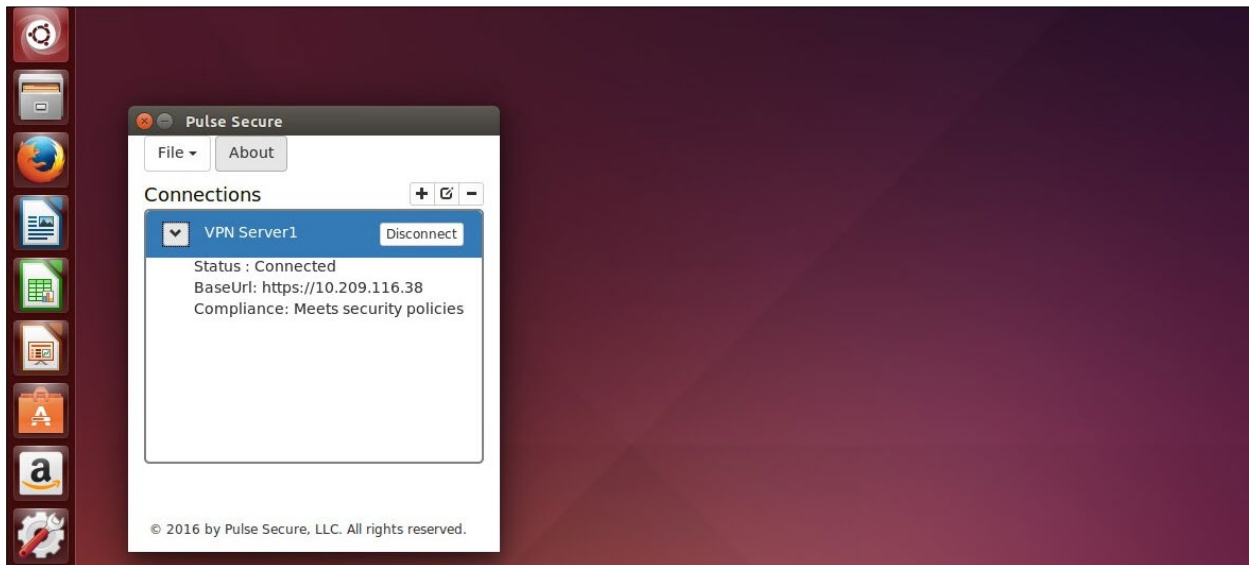 Pulse Secure
File
About
Connections
VPN Server1
Disconnect
Status : Connected
BaseUrl: https://10.209.116.38
Compliance: Meets security policies
© 2016 by Pulse Secure, LLC. All rights reserved.
a